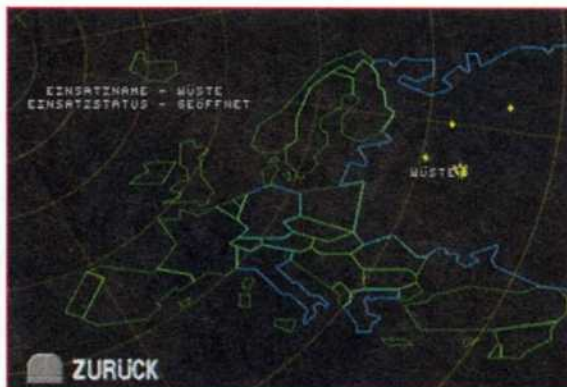 EINSATZNAME - WÜSTE
EINSATZSTATUS - GEÖFFNET
WÜSTE
ZURÜCK